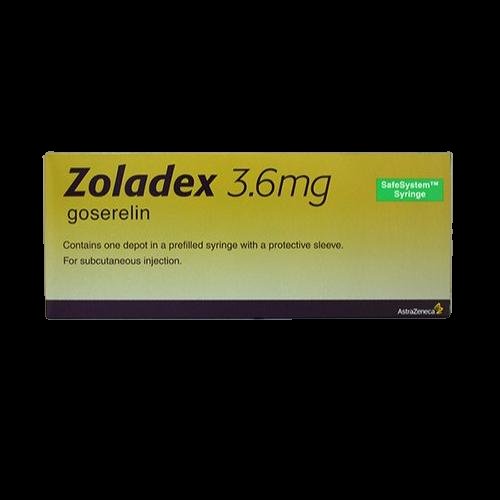 Zoladex 3.6mg
goserelin
SafeSystem™
Syringe
Contains one depot in a prefilled syringe with a protective sleeve.
For subcutaneous injection.
AstraZeneca